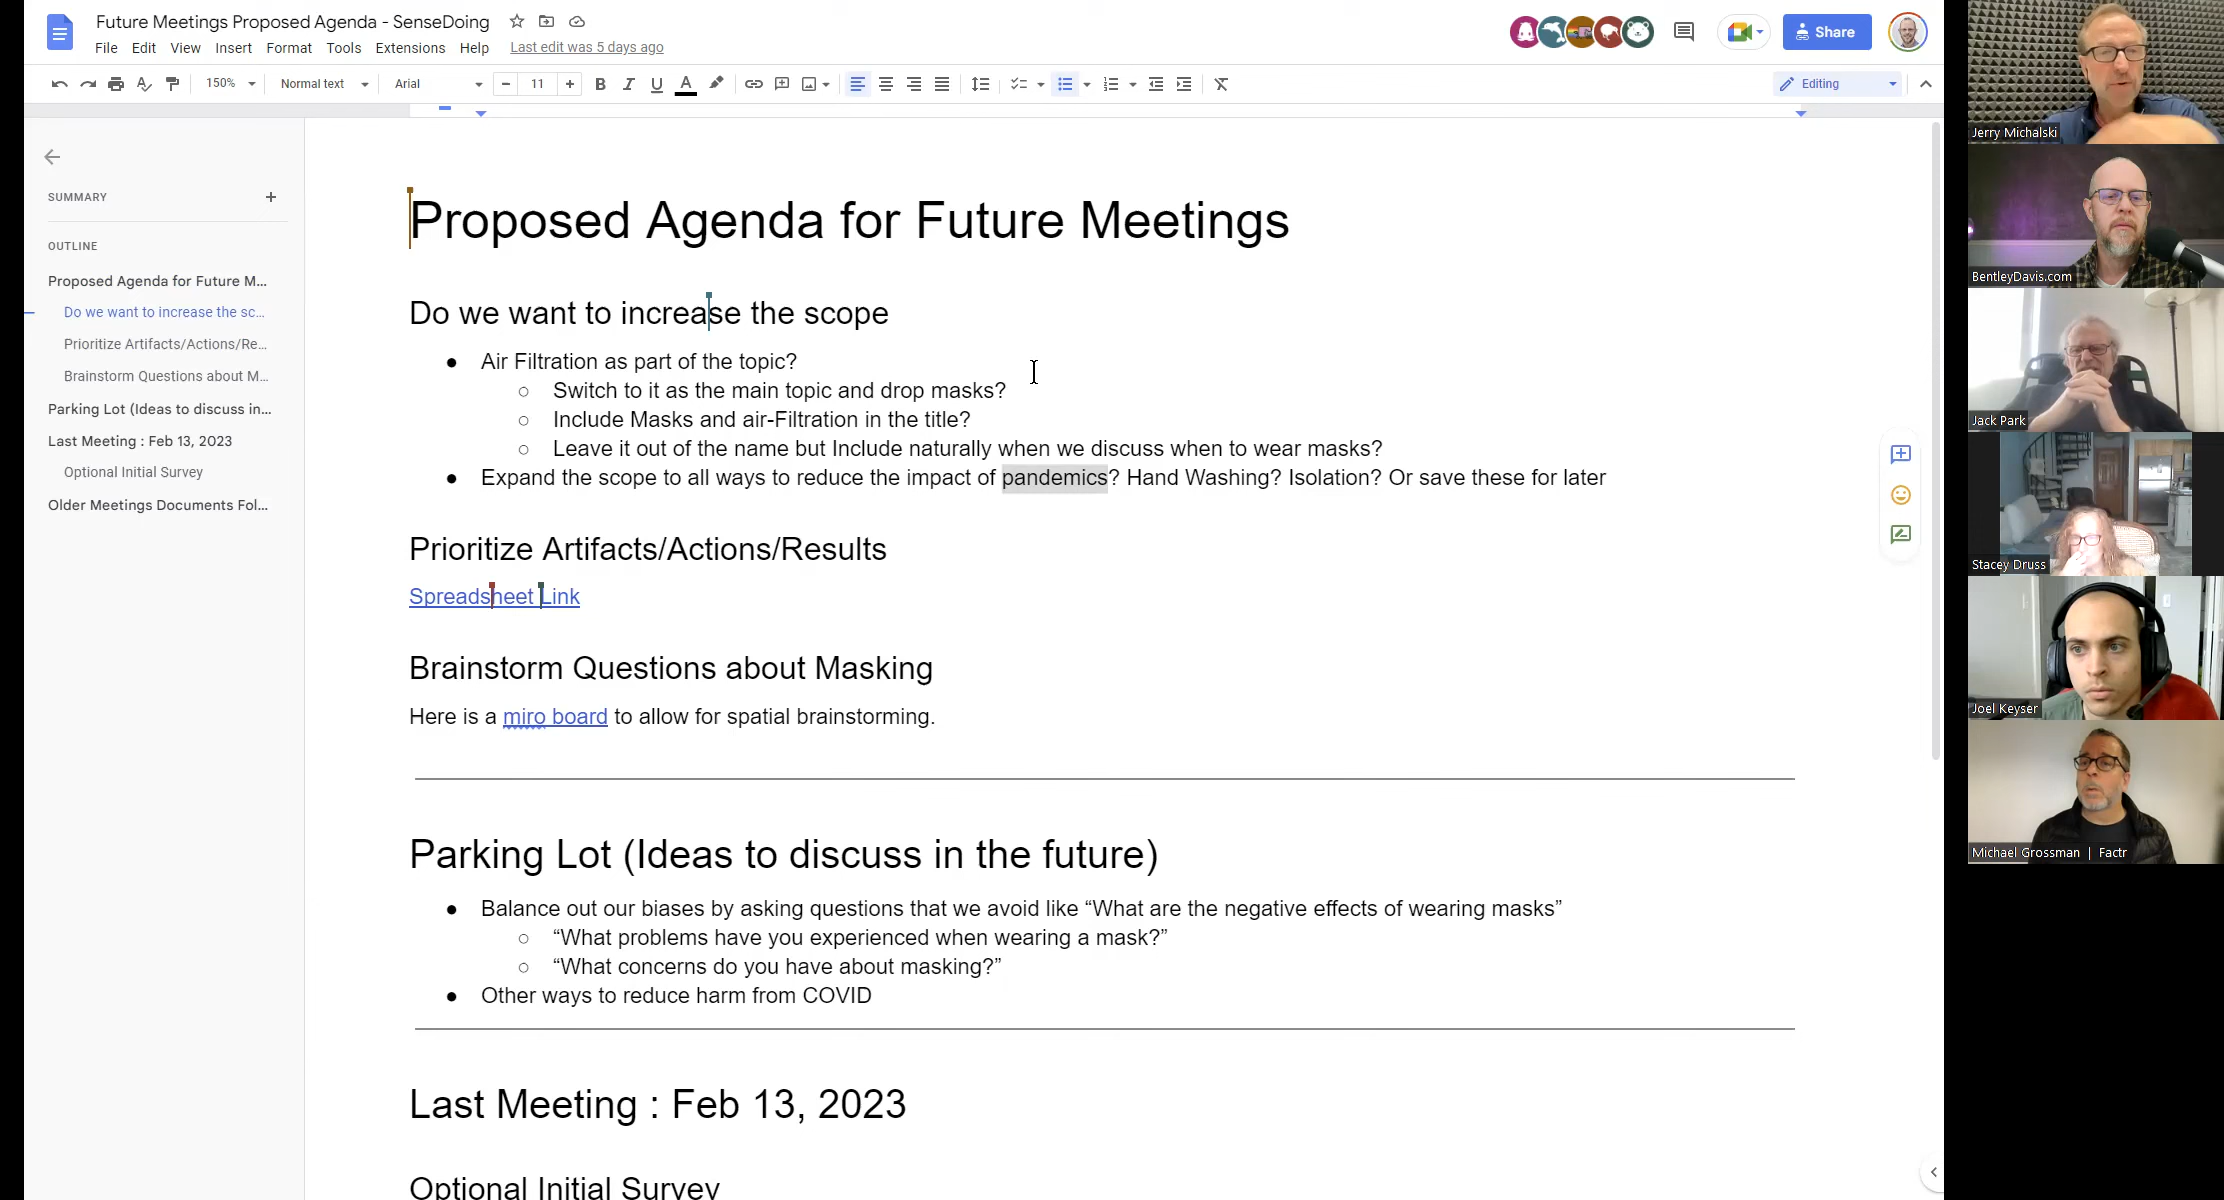 Future Meetings Proposed Agenda - SenseDoing
File Edit View Insert Format Tools Extensions Help Last edit was 5 days ago
Share
150% Normal text Arial 11 B I U A Editing
SUMMARY
OUTLINE
Proposed Agenda for Future M...
Do we want to increase the sc...
Prioritize Artifacts/Actions/Re...
Brainstorm Questions about M...
Parking Lot (Ideas to discuss in...
Last Meeting : Feb 13, 2023
Optional Initial Survey
Older Meetings Documents Fol...
Proposed Agenda for Future Meetings
Do we want to increase the scope
● Air Filtration as part of the topic?
○ Switch to it as the main topic and drop masks?
○ Include Masks and air-Filtration in the title?
○ Leave it out of the name but Include naturally when we discuss when to wear masks?
● Expand the scope to all ways to reduce the impact of pandemics? Hand Washing? Isolation? Or save these for later
Prioritize Artifacts/Actions/Results
Spreadsheet Link
Brainstorm Questions about Masking
Here is a miro board to allow for spatial brainstorming.
Parking Lot (Ideas to discuss in the future)
● Balance out our biases by asking questions that we avoid like “What are the negative effects of wearing masks”
○ “What problems have you experienced when wearing a mask?”
○ “What concerns do you have about masking?”
● Other ways to reduce harm from COVID
Last Meeting : Feb 13, 2023
Optional Initial Survey
Jerry Michalski
BentleyDavis.com
Jack Park
Stacey Druss
Joel Keyser
Michael Grossman | Factr